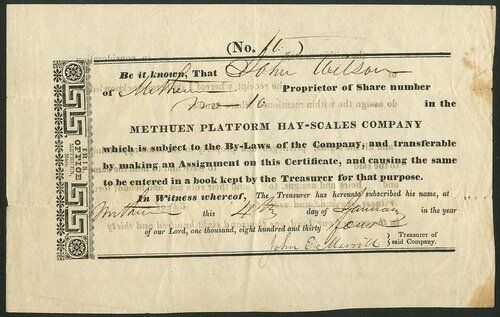 (No. 16 )
Be it known, That John Wilson
of Methuen Proprietor of Share number
No 16 in the
METHUEN PLATFORM HAY-SCALES COMPANY
which is subject to the By-Laws of the Company, and transferable
by making an Assignment on this Certificate, and causing the same
to be entered in a book kept by the Treasurer for that purpose.
In Witness whereof, The Treasurer has hereunto subscribed his name, at
Methuen this 4th day of January in the year
of our Lord, one thousand, eight hundred and thirty four
John E. Merrill } Treasurer of
said Company.
IRIS
OFFICE
METHUEN